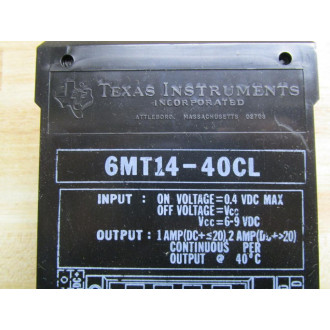 TEXAS INSTRUMENTS
INCORPORATED
ATTLEBORO, MASSACHUSETTS 02703
6MT14-40CL
INPUT: ON VOLTAGE=0.4 VDC MAX
OFF VOLTAGE=Vcc
Vcc=6-9 VDC
OUTPUT: 1 AMP(DC+≤20),2 AMP(DC+>20)
CONTINUOUS PER
OUTPUT @ 40°C